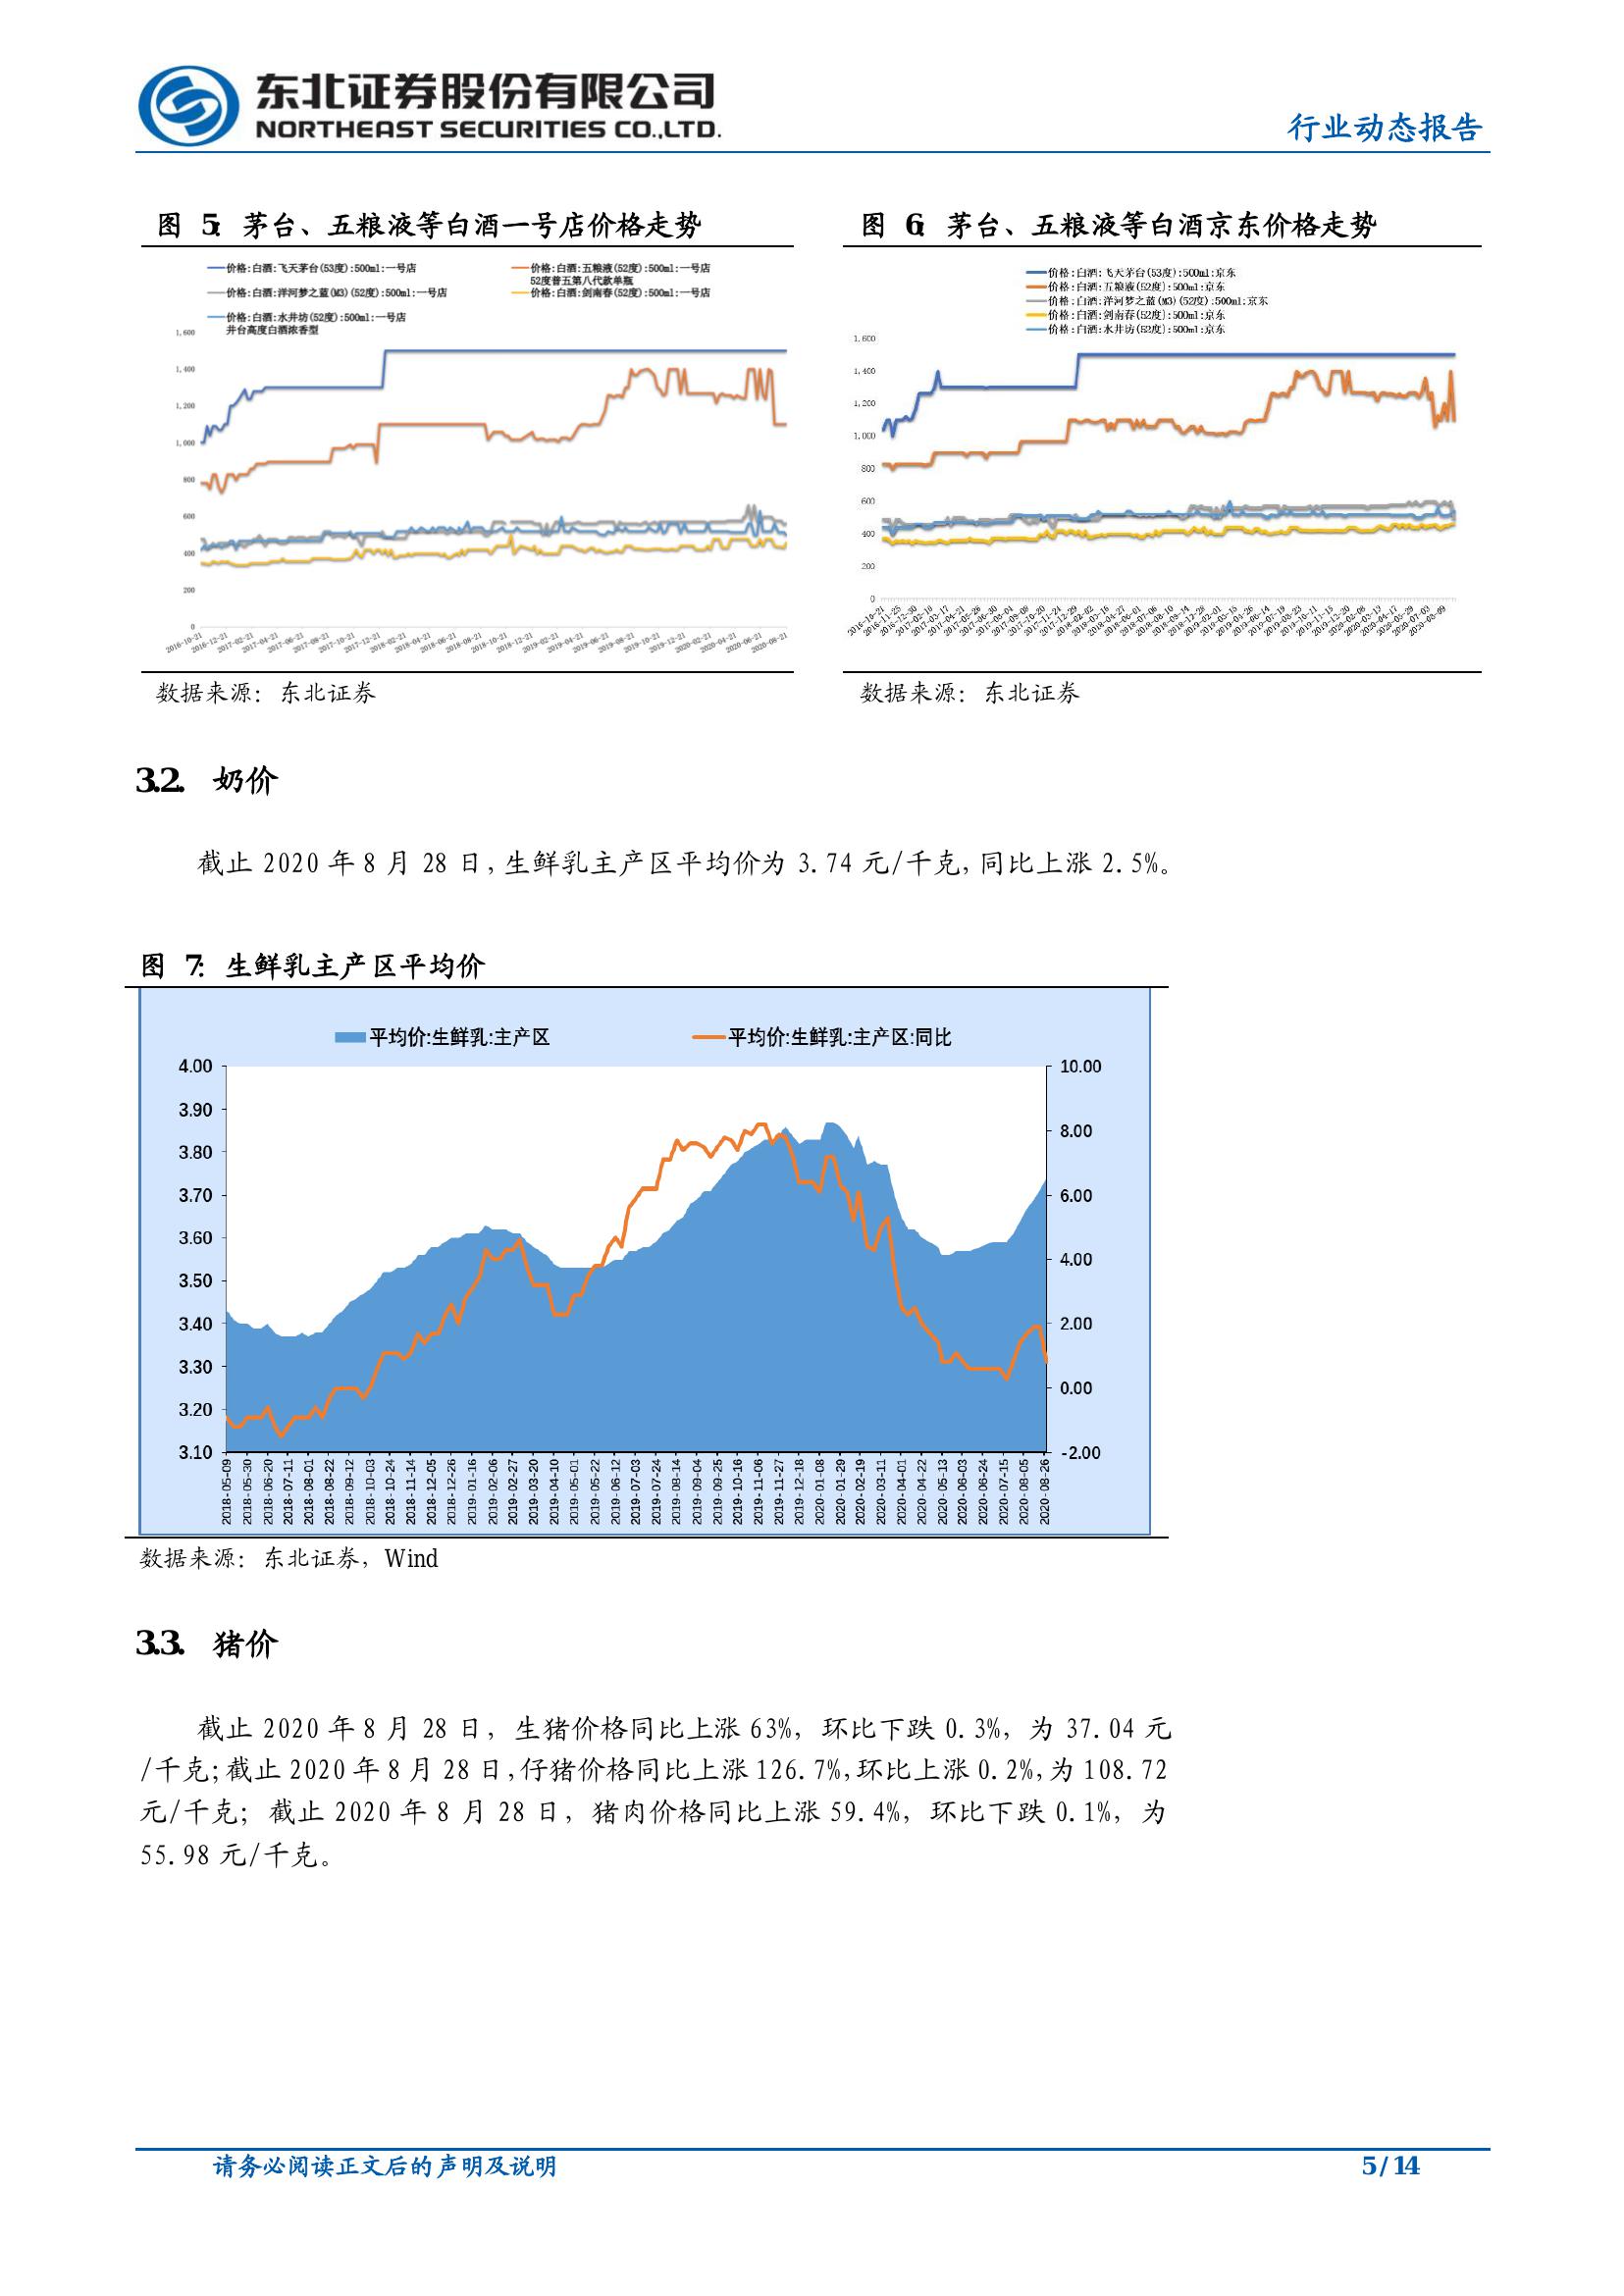 东北证券股份有限公司
NORTHEAST SECURITIES CO.,LTD.
行业动态报告
图 5: 茅台、五粮液等白酒一号店价格走势
价格:白酒:飞天茅台(53度):500ml:一号店
价格:白酒:五粮液(52度):500ml:一号店
52度普五第八代款单瓶
价格:白酒:洋河梦之蓝(M3)(52度):500ml:一号店
价格:白酒:剑南春(52度):500ml:一号店
价格:白酒:水井坊(52度):500ml:一号店
井台高度白酒浓香型
1,600
1,400
1,200
1,000
800
600
400
200
0
2016-10-21 2016-12-21 2017-02-21 2017-04-21 2017-06-21 2017-08-21 2017-10-21 2017-12-21 2018-02-21 2018-04-21 2018-06-21 2018-08-21 2018-10-21 2018-12-21 2019-02-21 2019-04-21 2019-06-21 2019-08-21 2019-10-21 2019-12-21 2020-02-21 2020-04-21 2020-06-21 2020-08-21
数据来源：东北证券
图 6: 茅台、五粮液等白酒京东价格走势
价格:白酒:飞天茅台(53度):500ml:京东
价格:白酒:五粮液(52度):500ml:京东
价格:白酒:洋河梦之蓝(M3)(52度):500ml:京东
价格:白酒:剑南春(52度):500ml:京东
价格:白酒:水井坊(52度):500ml:京东
1,600
1,400
1,200
1,000
800
600
400
200
0
数据来源：东北证券
3.2. 奶价
截止 2020 年 8 月 28 日,生鲜乳主产区平均价为 3.74 元/千克,同比上涨 2.5%。
图 7: 生鲜乳主产区平均价
平均价:生鲜乳:主产区
平均价:生鲜乳:主产区:同比
4.00
3.90
3.80
3.70
3.60
3.50
3.40
3.30
3.20
3.10
10.00
8.00
6.00
4.00
2.00
0.00
-2.00
2018-05-09 2018-05-30 2018-06-20 2018-07-11 2018-08-01 2018-08-22 2018-09-12 2018-10-03 2018-10-24 2018-11-14 2018-12-05 2018-12-26 2019-01-16 2019-02-06 2019-02-27 2019-03-20 2019-04-10 2019-05-01 2019-05-22 2019-06-12 2019-07-03 2019-07-24 2019-08-14 2019-09-04 2019-09-25 2019-10-16 2019-11-06 2019-11-27 2019-12-18 2020-01-08 2020-01-29 2020-02-19 2020-03-11 2020-04-01 2020-04-22 2020-05-13 2020-06-03 2020-06-24 2020-07-15 2020-08-05 2020-08-26
数据来源：东北证券，Wind
3.3. 猪价
截止 2020 年 8 月 28 日，生猪价格同比上涨 63%，环比下跌 0.3%，为 37.04 元
/千克;截止 2020 年 8 月 28 日,仔猪价格同比上涨 126.7%,环比上涨 0.2%,为 108.72
元/千克；截止 2020 年 8 月 28 日，猪肉价格同比上涨 59.4%，环比下跌 0.1%，为
55.98 元/千克。
请务必阅读正文后的声明及说明
5 / 14